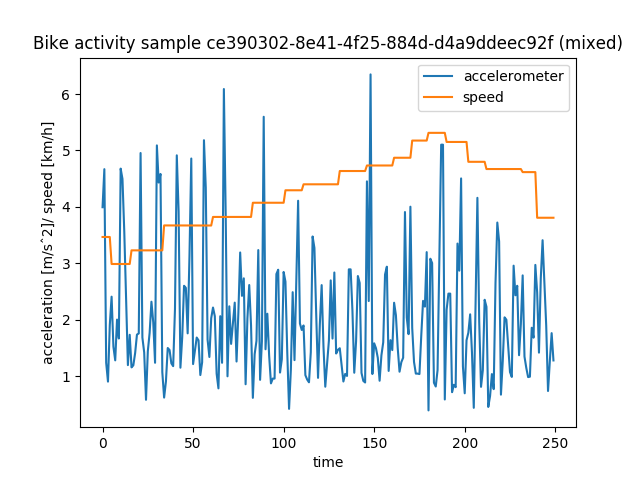 Bike activity sample ce390302-8e41-4f25-884d-d4a9ddeec92f (mixed)
accelerometer
speed
acceleration [m/s^2]/ speed [km/h]
6
5
4
3
2
1
0 50 100 150 200 250
time